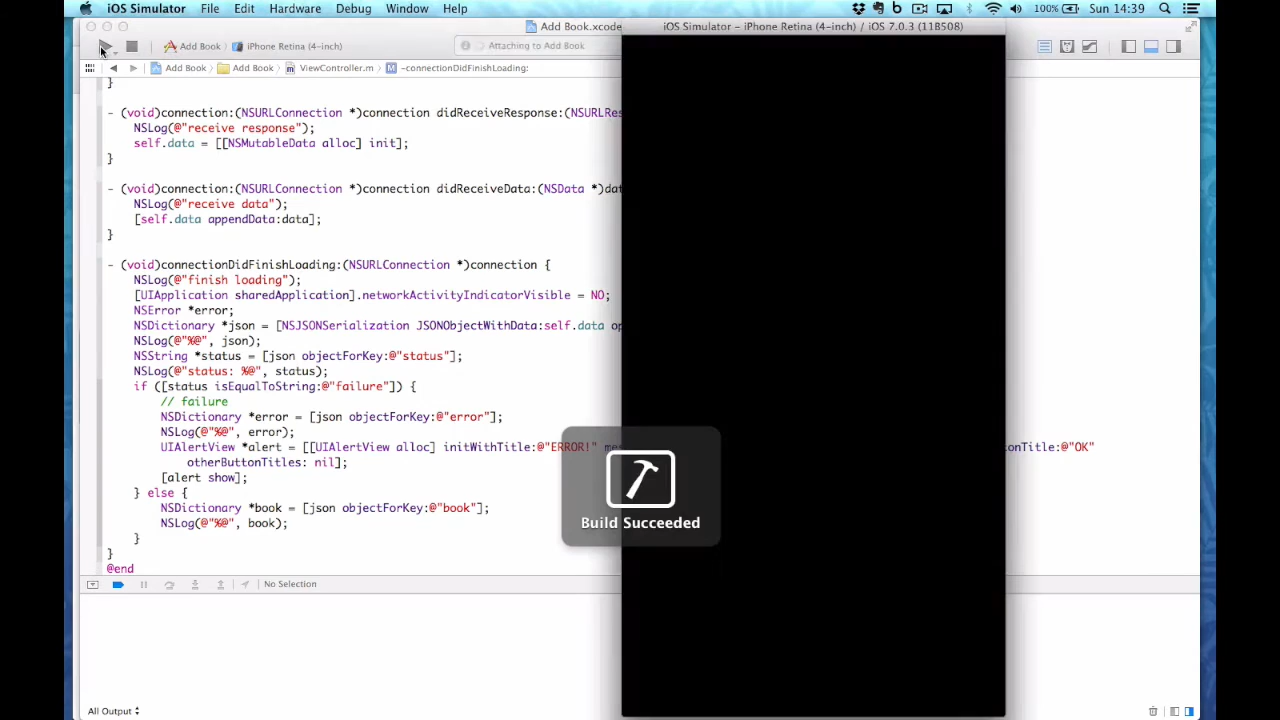 iOS Simulator File Edit Hardware Debug Window Help 100% Sun 14:39
Add Book.xcode iOS Simulator – iPhone Retina (4-inch) / iOS 7.0.3 (11B508)
Add Book iPhone Retina (4-inch) Attaching to Add Book
Add Book Add Book ViewController.m -connectionDidFinishLoading:
}
- (void)connection:(NSURLConnection *)connection didReceiveResponse:(NSURLRes
NSLog(@"receive response");
self.data = [[NSMutableData alloc] init];
}
- (void)connection:(NSURLConnection *)connection didReceiveData:(NSData *)dat
NSLog(@"receive data");
[self.data appendData:data];
}
- (void)connectionDidFinishLoading:(NSURLConnection *)connection {
NSLog(@"finish loading");
[UIApplication sharedApplication].networkActivityIndicatorVisible = NO;
NSError *error;
NSDictionary *json = [NSJSONSerialization JSONObjectWithData:self.data op
NSLog(@"%@", json);
NSString *status = [json objectForKey:@"status"];
NSLog(@"status: %@", status);
if ([status isEqualToString:@"failure"]) {
// failure
NSDictionary *error = [json objectForKey:@"error"];
NSLog(@"%@", error);
UIAlertView *alert = [[UIAlertView alloc] initWithTitle:@"ERROR!" me onTitle:@"OK"
otherButtonTitles: nil];
[alert show];
} else {
NSDictionary *book = [json objectForKey:@"book"];
NSLog(@"%@", book);
}
}
@end
Build Succeeded
No Selection
All Output